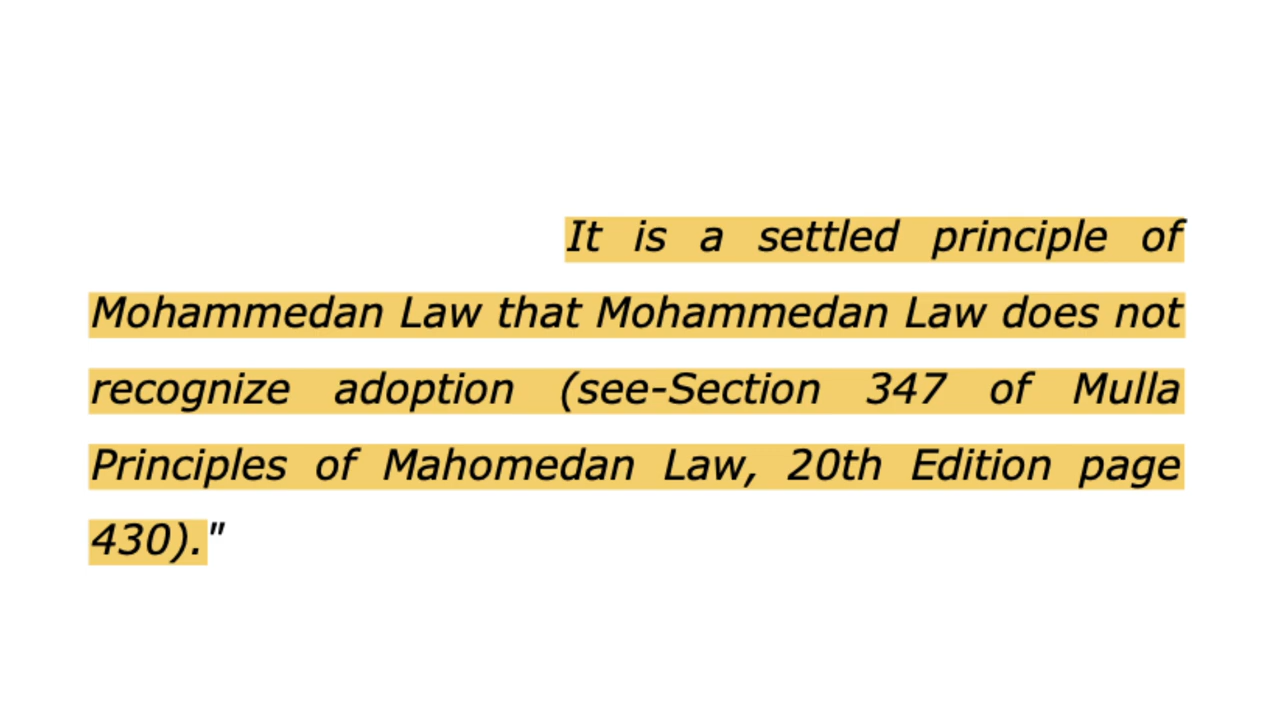 It is a settled principle of
Mohammedan Law that Mohammedan Law does not
recognize adoption (see-Section 347 of Mulla
Principles of Mahomedan Law, 20th Edition page
430)."